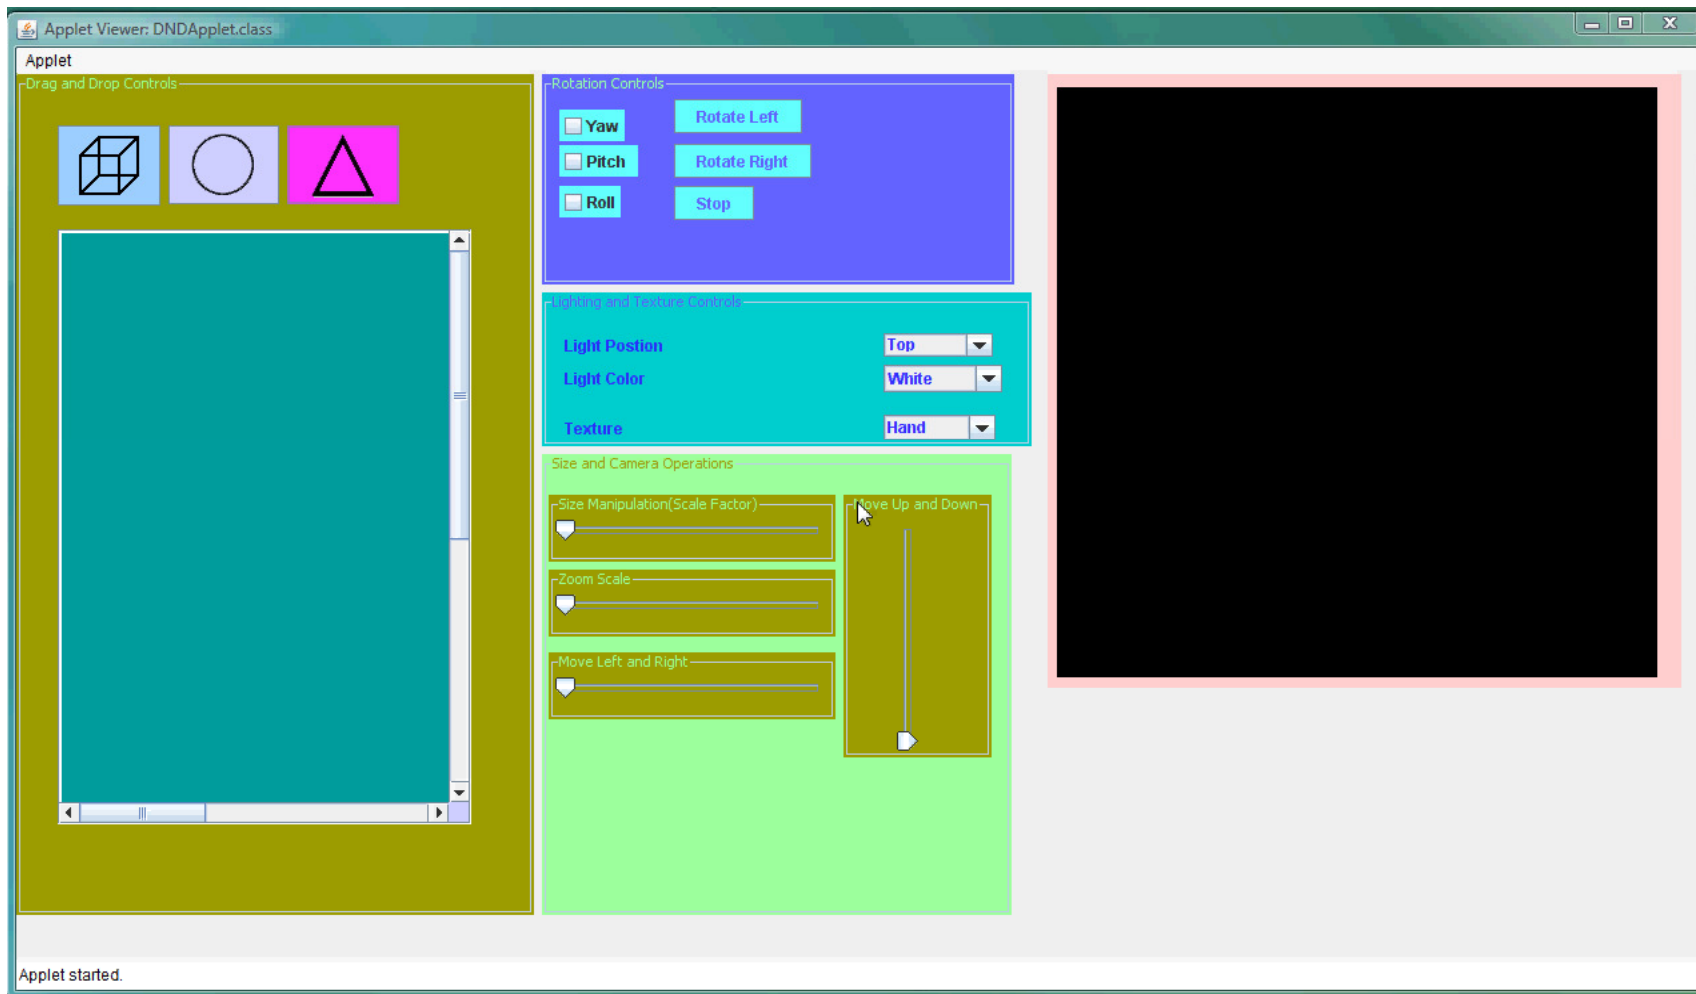 Applet Viewer: DNDApplet.class
Applet
Drag and Drop Controls
Rotation Controls
Yaw
Rotate Left
Pitch
Rotate Right
Roll
Stop
Lighting and Texture Controls
Light Postion
Top
Light Color
White
Texture
Hand
Size and Camera Operations
Size Manipulation(Scale Factor)
Move Up and Down
Zoom Scale
Move Left and Right
Applet started.